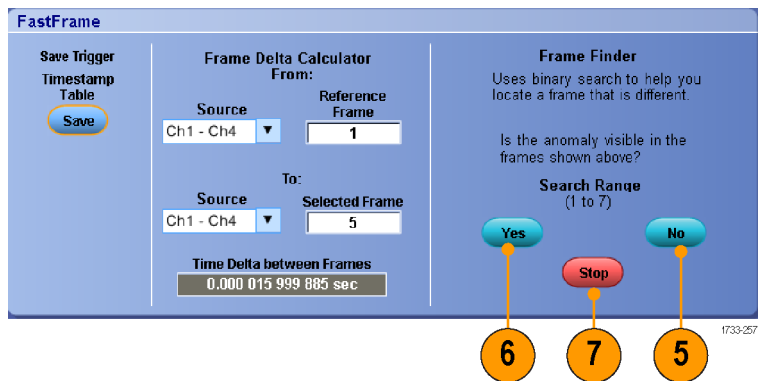 FastFrame
Save Trigger
Timestamp
Table
Save
Frame Delta Calculator
From:
Source
Reference
Frame
Ch1 - Ch4
1
To:
Source
Selected Frame
Ch1 - Ch4
5
Time Delta between Frames
0.000 015 999 885 sec
Frame Finder
Uses binary search to help you
locate a frame that is different.
Is the anomaly visible in the
frames shown above?
Search Range
(1 to 7)
Yes
No
Stop
1733-257
6
7
5